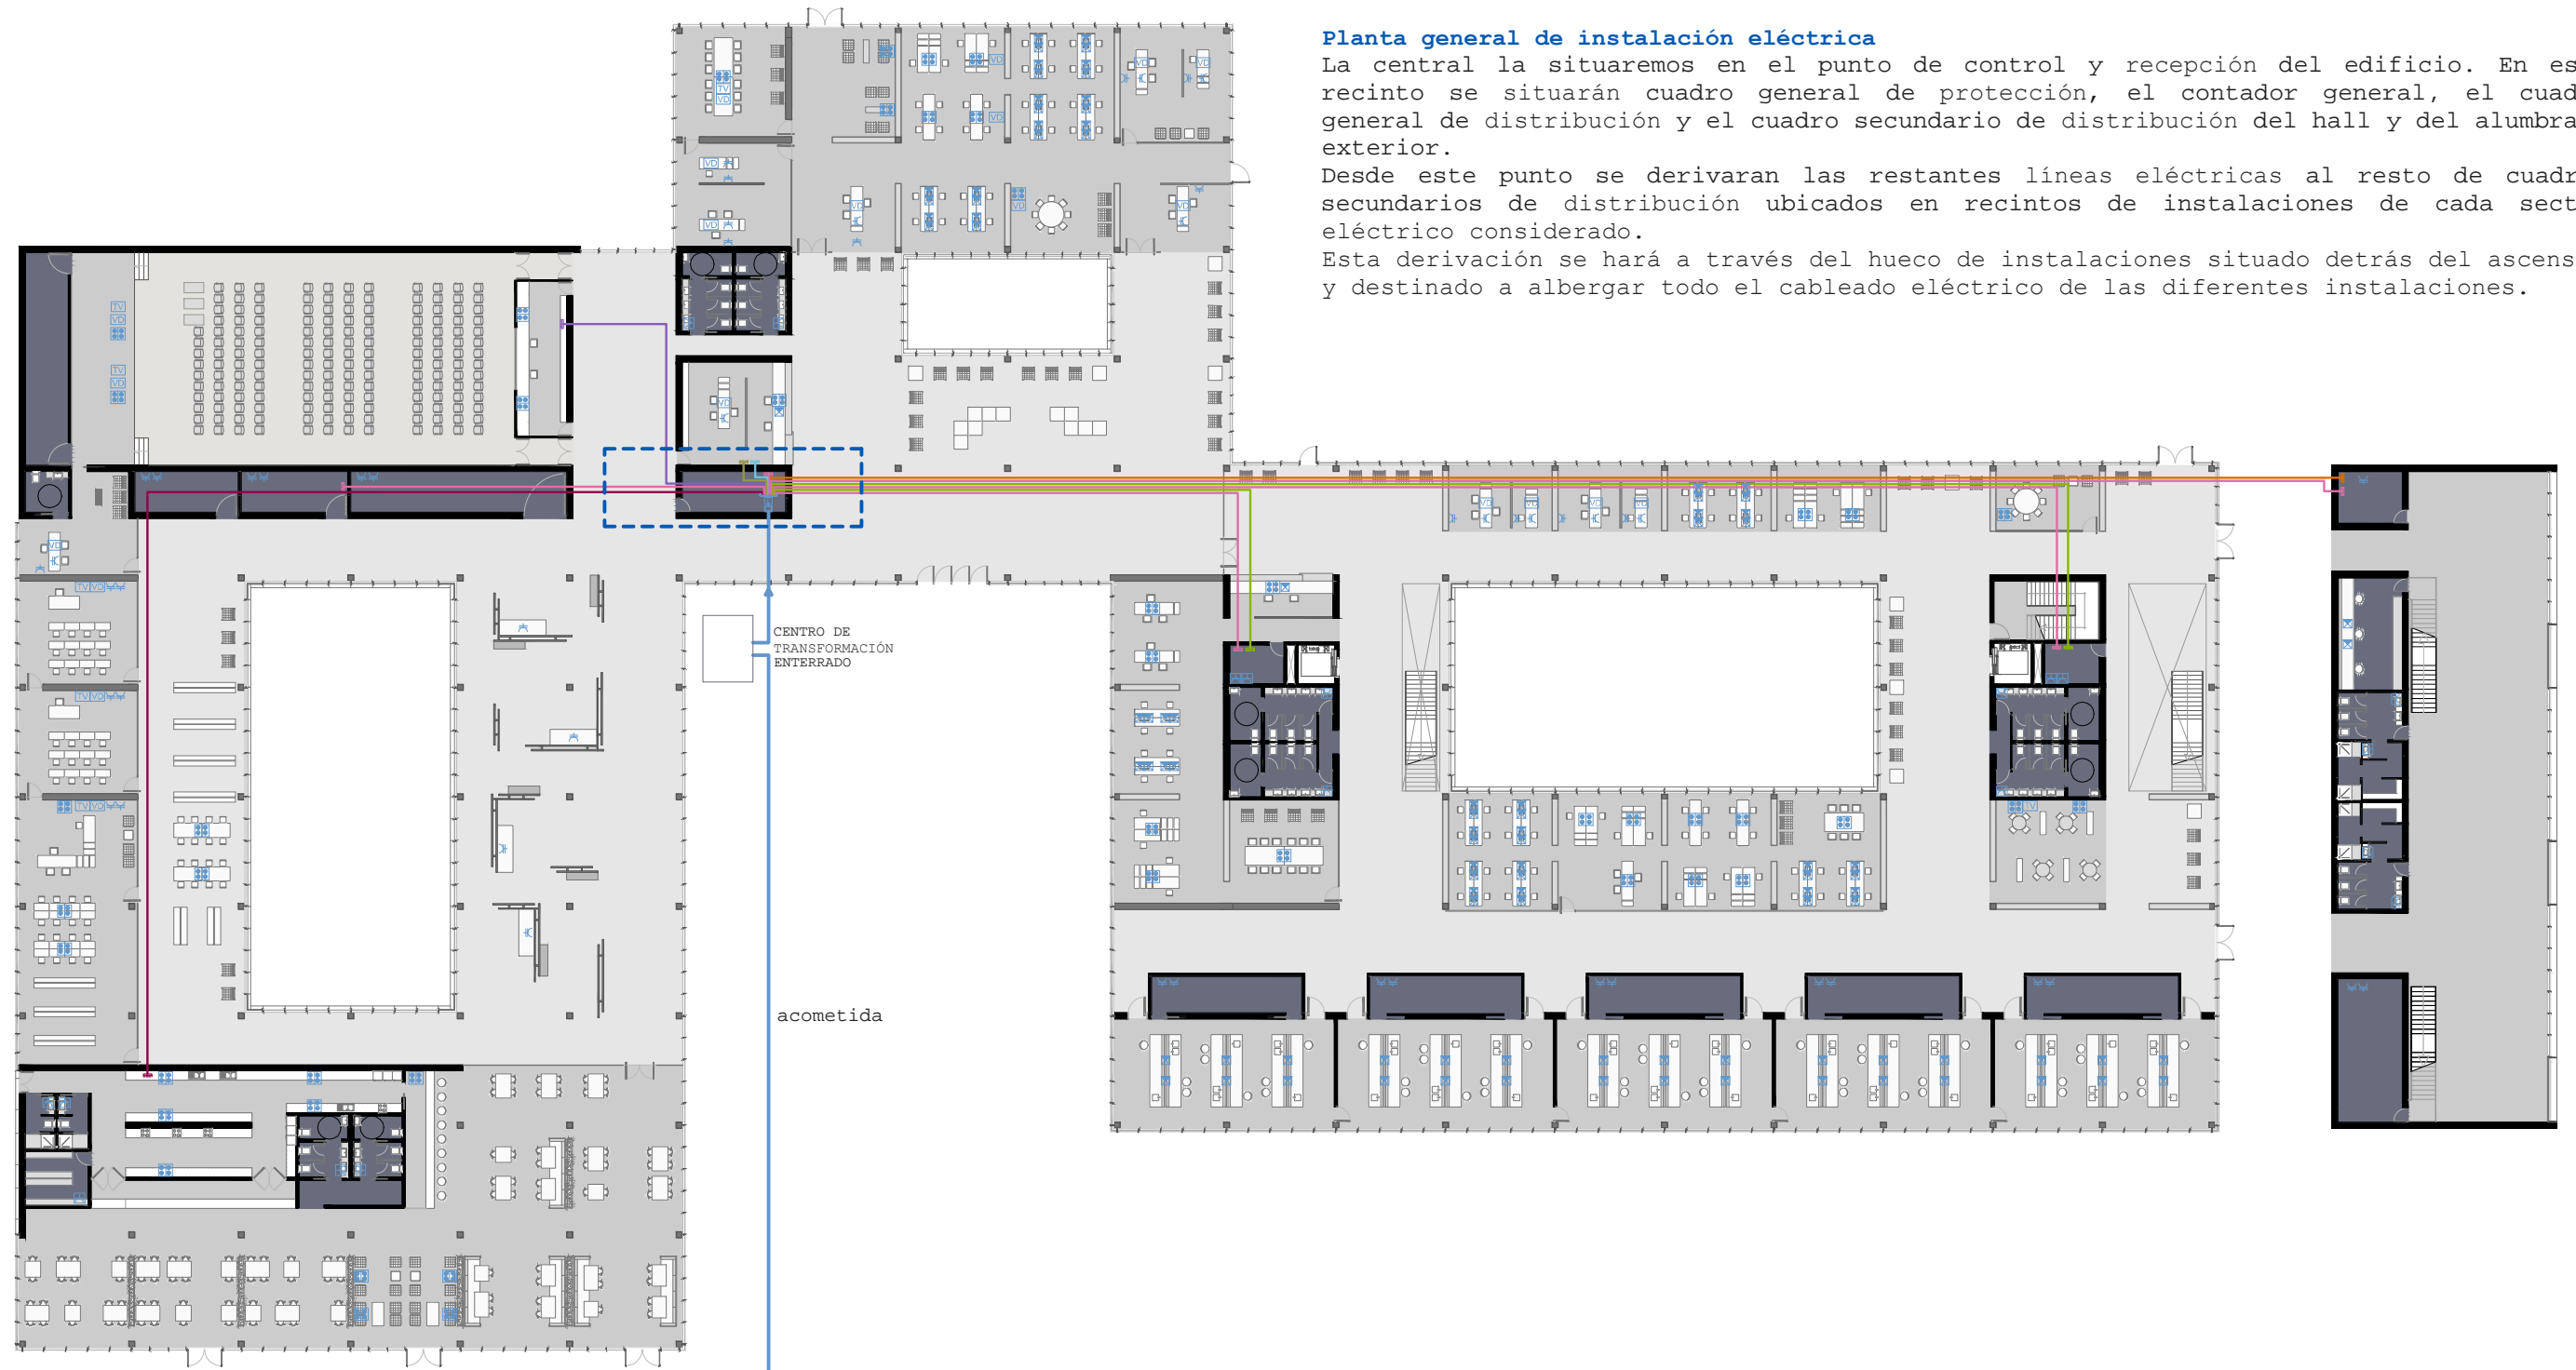 Planta general de instalación eléctrica
La central la situaremos en el punto de control y recepción del edificio. En es
recinto se situarán cuadro general de protección, el contador general, el cuad
general de distribución y el cuadro secundario de distribución del hall y del alumbra
exterior.
Desde este punto se derivaran las restantes líneas eléctricas al resto de cuadr
secundarios de distribución ubicados en recintos de instalaciones de cada sect
eléctrico considerado.
Esta derivación se hará a través del hueco de instalaciones situado detrás del ascens
y destinado a albergar todo el cableado eléctrico de las diferentes instalaciones.
CENTRO DE
TRANSFORMACIÓN
ENTERRADO
acometida